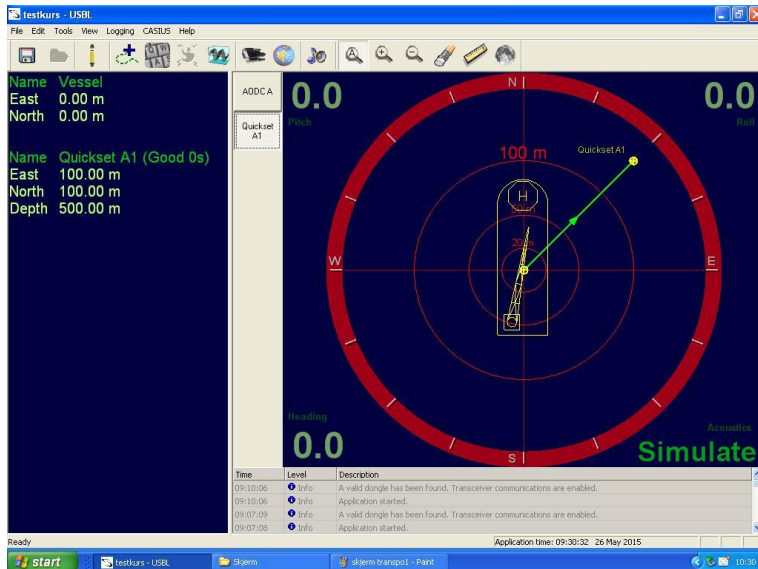 testkurs - USBL
File Edit Tools View Logging CASIUS Help
Name Vessel
East 0.00 m
North 0.00 m
Name Quickset A1 (Good 0s)
East 100.00 m
North 100.00 m
Depth 500.00 m
AODC A
Quickset
A1
0.0
Pitch
0.0
Roll
N
100 m
Quickset A1
H
20 m
W
E
S
Heading
0.0
Acoustics
Simulate
Time Level Description
09:10:06 Info A valid dongle has been found. Transceiver communications are enabled.
09:10:06 Info Application started.
09:07:09 Info A valid dongle has been found. Transceiver communications are enabled.
09:07:08 Info Application started.
Ready Application time: 09:30:32 26 May 2015
start testkurs - USBL Skjerm skjerm transpo1 - Paint 10:30